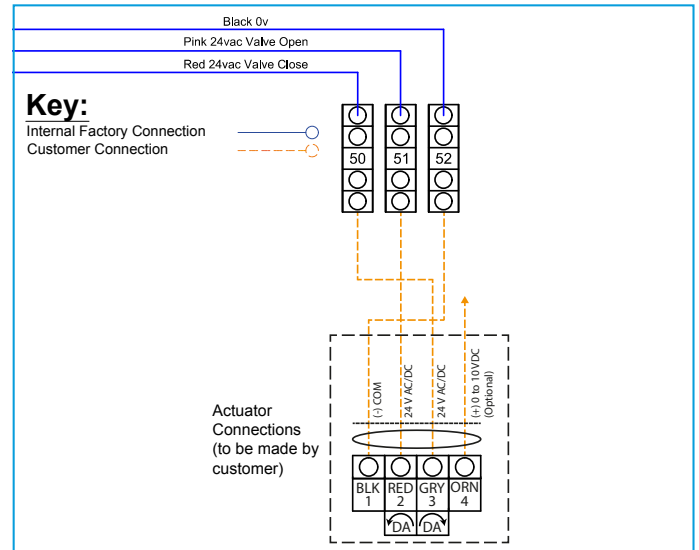 Black 0v
Pink 24vac Valve Open
Red 24vac Valve Close
Key:
Internal Factory Connection
Customer Connection
50 51 52
(-) COM
24 V AC/DC
24 V AC/DC
(+) 0 to 10VDC
(Optional)
Actuator
Connections
(to be made by
customer)
BLK RED GRY ORN
1 2 3 4
DA DA